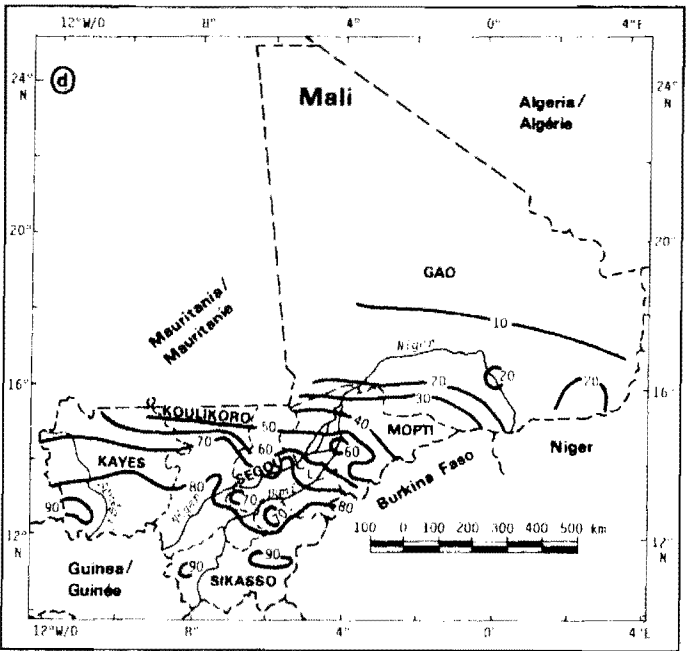 12°W/O 8° 4° 0° 4°E
24°
N
24°
N
d
Mali
Algeria/
Algérie
20°
20°
GAO
Mauritania/
Mauritanie
10
Niger
16°
16°
20
20
20
30
KOULIKORO
50
40
MOPTI
70
60
60
Niger
KAYES
SEGOU
80
70
Burkina Faso
90
70
80
100 0 100 200 300 400 500 km
12°
N
12°
N
90
90
Guinea/
Guinée
SIKASSO
12°W/O 8° 4° 0° 4°E